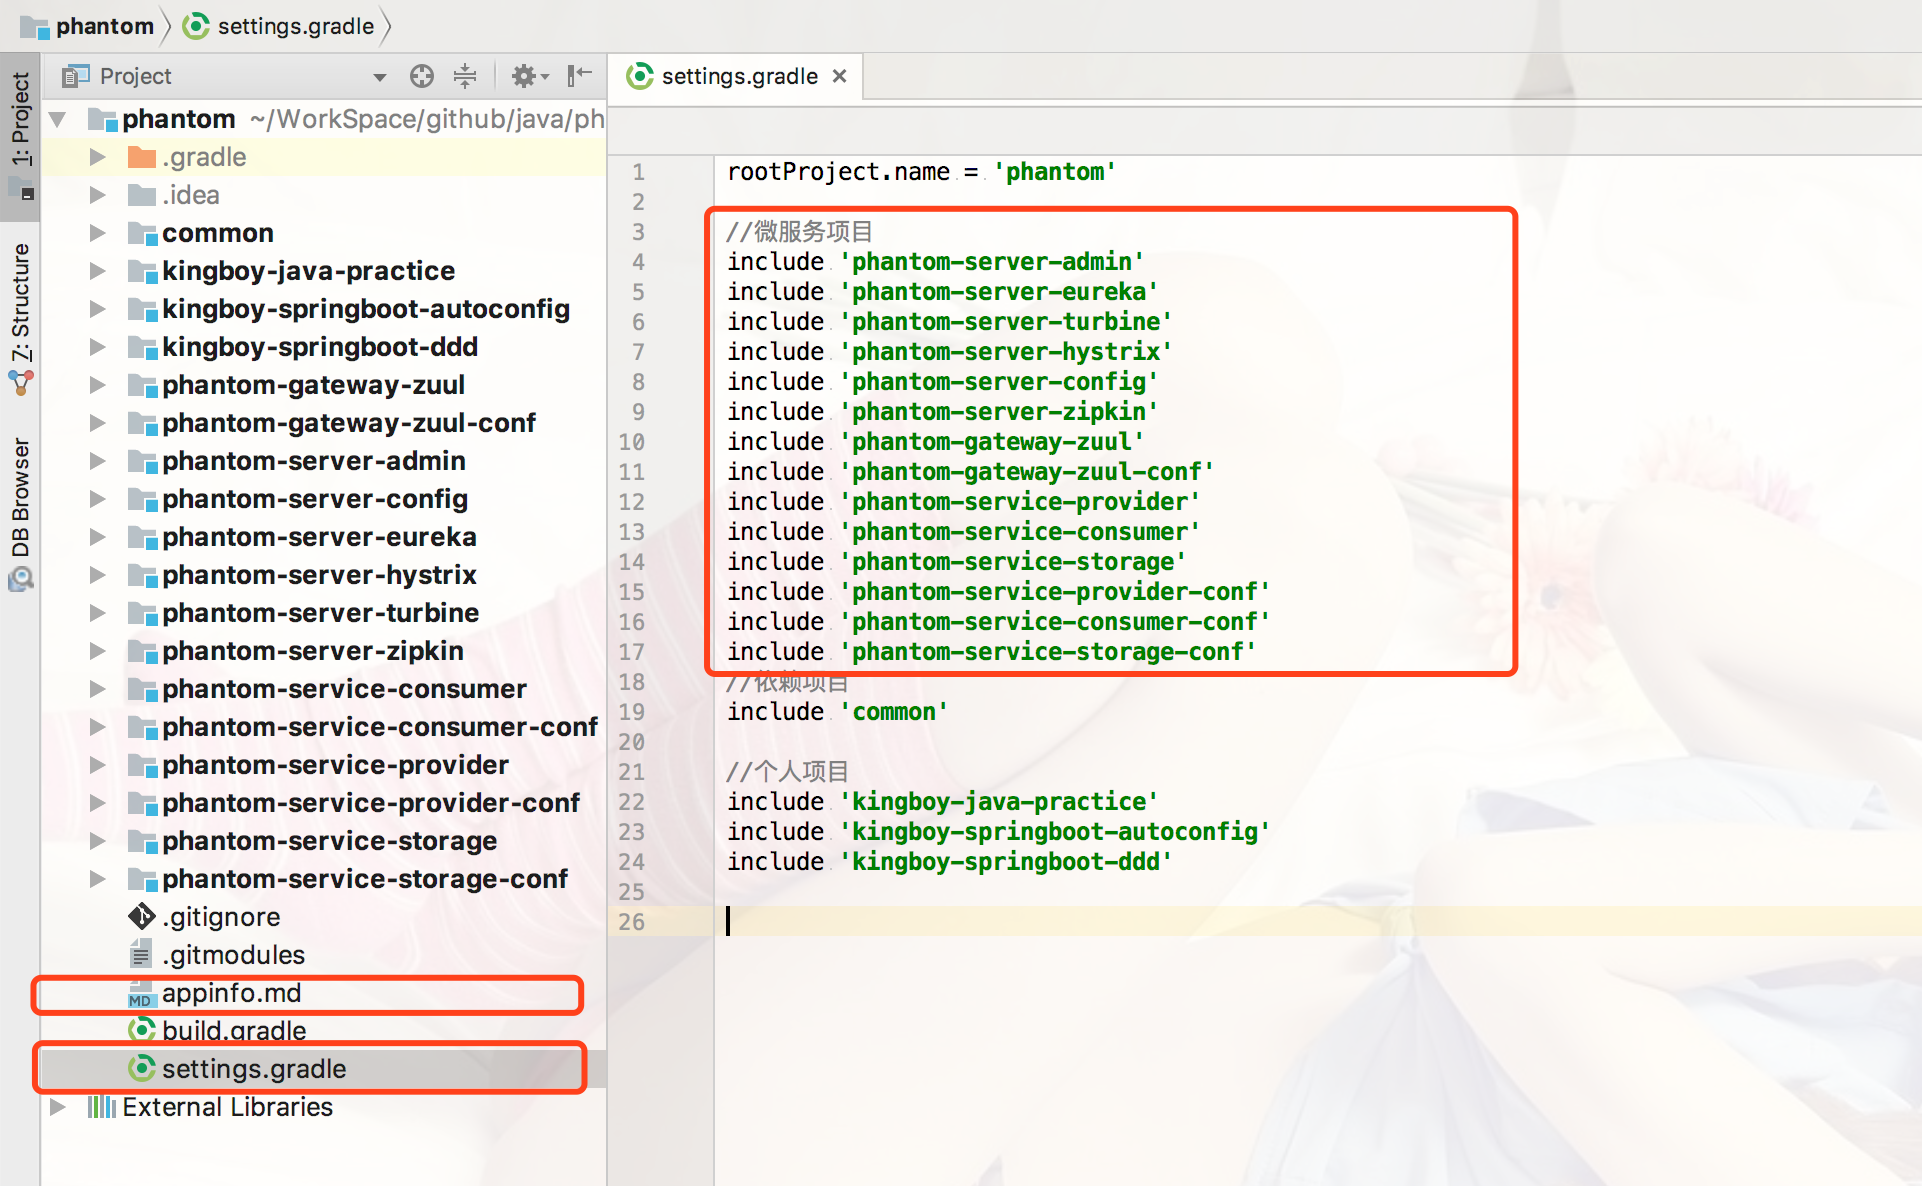 phantom settings.gradle
Project
settings.gradle
1: Project
7: Structure
DB Browser
phantom ~/WorkSpace/github/java/ph
.gradle
.idea
common
kingboy-java-practice
kingboy-springboot-autoconfig
kingboy-springboot-ddd
phantom-gateway-zuul
phantom-gateway-zuul-conf
phantom-server-admin
phantom-server-config
phantom-server-eureka
phantom-server-hystrix
phantom-server-turbine
phantom-server-zipkin
phantom-service-consumer
phantom-service-consumer-conf
phantom-service-provider
phantom-service-provider-conf
phantom-service-storage
phantom-service-storage-conf
.gitignore
.gitmodules
MD appinfo.md
build.gradle
settings.gradle
External Libraries
1 rootProject.name = 'phantom'
2
3 //微服务项目
4 include 'phantom-server-admin'
5 include 'phantom-server-eureka'
6 include 'phantom-server-turbine'
7 include 'phantom-server-hystrix'
8 include 'phantom-server-config'
9 include 'phantom-server-zipkin'
10 include 'phantom-gateway-zuul'
11 include 'phantom-gateway-zuul-conf'
12 include 'phantom-service-provider'
13 include 'phantom-service-consumer'
14 include 'phantom-service-storage'
15 include 'phantom-service-provider-conf'
16 include 'phantom-service-consumer-conf'
17 include 'phantom-service-storage-conf'
18 //依赖项目
19 include 'common'
20
21 //个人项目
22 include 'kingboy-java-practice'
23 include 'kingboy-springboot-autoconfig'
24 include 'kingboy-springboot-ddd'
25
26